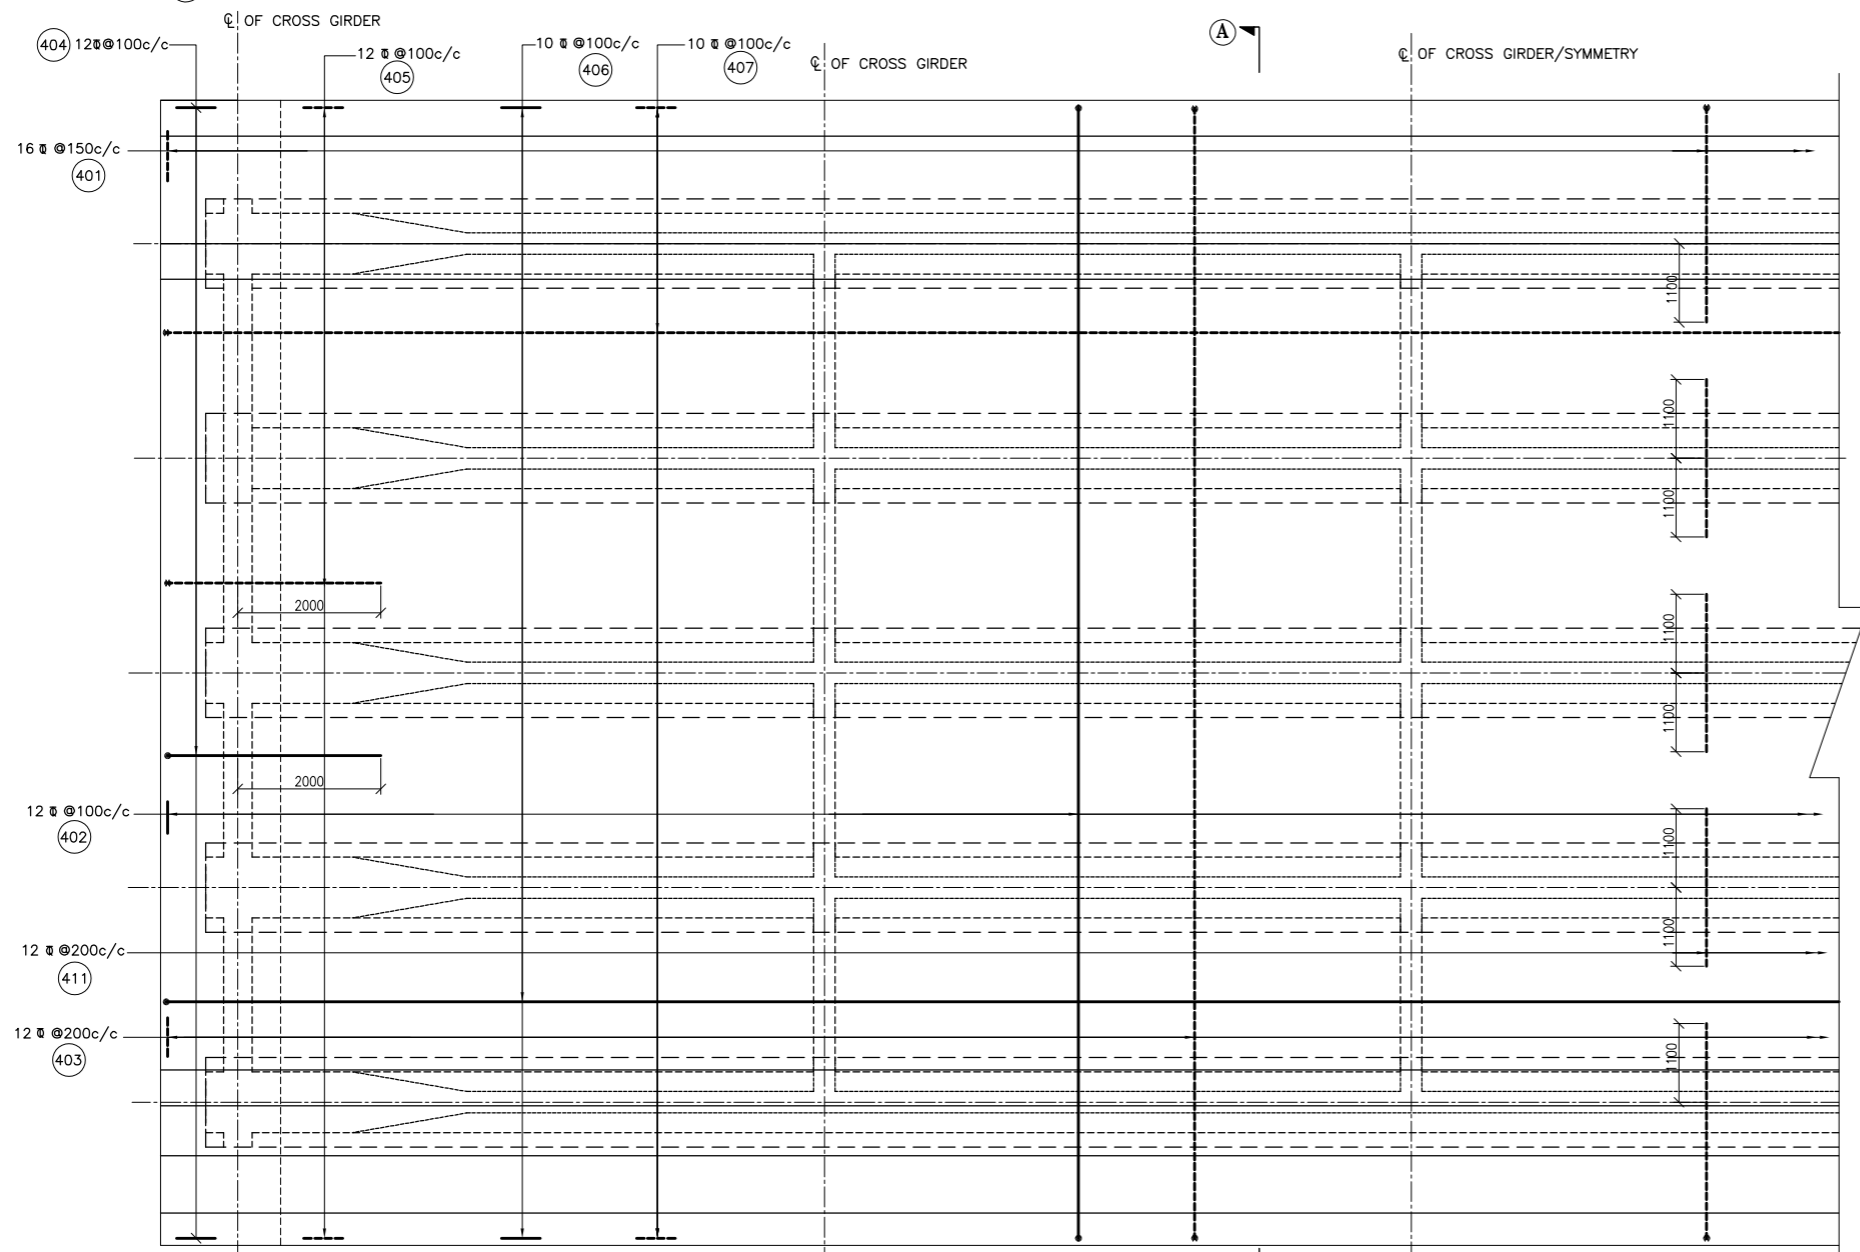 ℄ OF CROSS GIRDER
404 12Φ@100c/c
12 Φ @100c/c
405
10 Φ @100c/c
406
10 Φ @100c/c
407
℄ OF CROSS GIRDER
A
℄ OF CROSS GIRDER/SYMMETRY
16 Φ @150c/c
401
1100
1100
1100
2000
1100
1100
2000
12 Φ @100c/c
402
1100
1100
12 Φ @200c/c
411
12 Φ @200c/c
403
1100